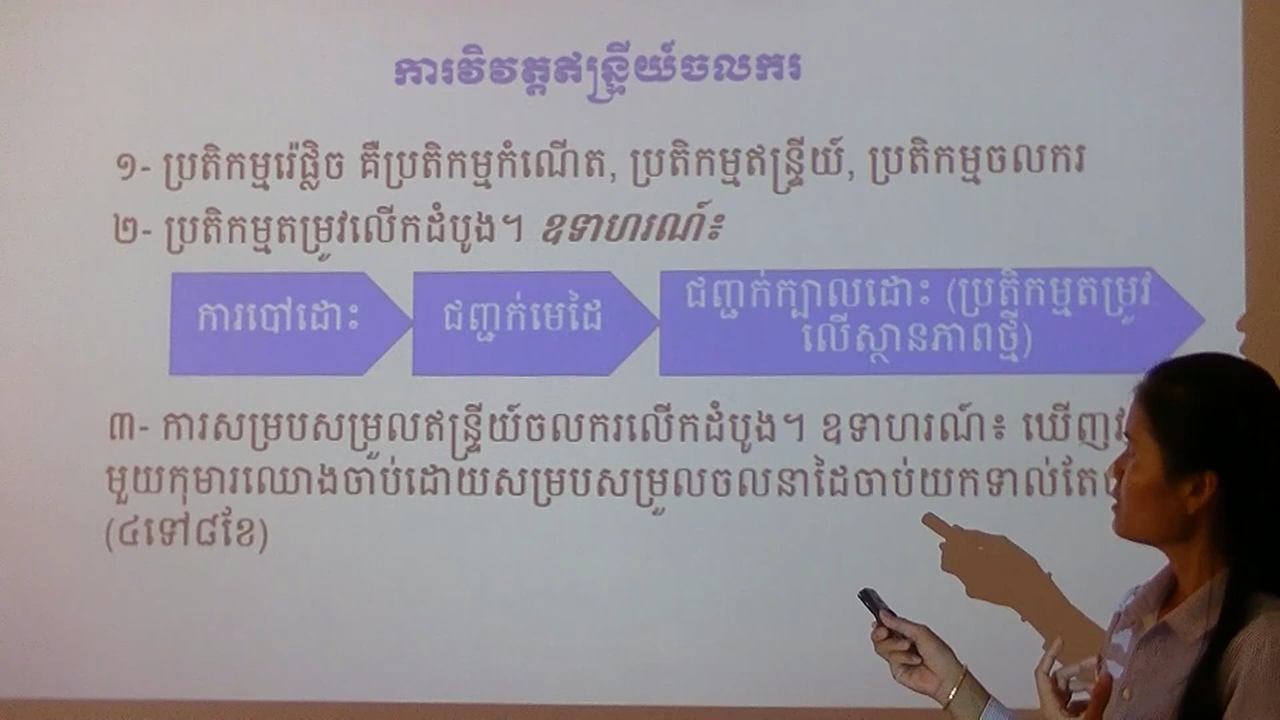 ការវិវត្តឥន្ទ្រីយ៍ចលករ
១- ប្រតិកម្មរ៉េផ្លិច គឺប្រតិកម្មកំណើត, ប្រតិកម្មឥន្ទ្រីយ៍, ប្រតិកម្មចលករ
២- ប្រតិកម្មតម្រូវលើកដំបូង។ ឧទាហរណ៍៖
ការបៅដោះ
ជញ្ជក់មេដៃ
ជញ្ជក់ក្បាលដោះ (ប្រតិកម្មតម្រូវ
លើស្ថានភាពថ្មី)
៣- ការសម្របសម្រួលឥន្ទ្រីយ៍ចលករលើកដំបូង។ ឧទាហរណ៍៖ ឃើញ
មួយកុមារឈោងចាប់ដោយសម្របសម្រួលចលនាដៃចាប់យកទាល់តែ
(៤ទៅ៨ខែ)